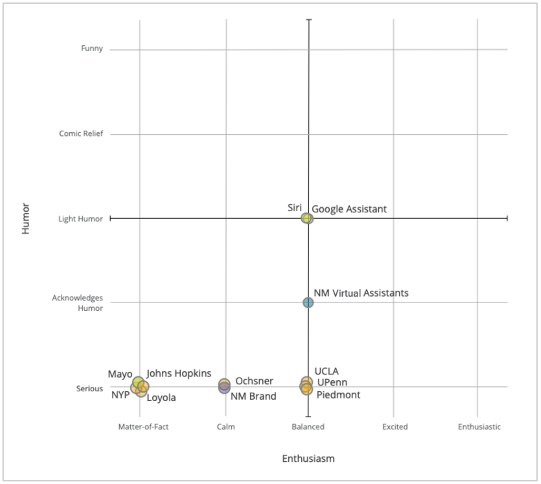 Funny
Comic Relief
Siri
Google Assistant
Light Humor
Humor
NM Virtual Assistants
Acknowledges
Humor
Mayo
Johns Hopkins
Ochsner
UCLA
UPenn
Serious
NYP
Loyola
NM Brand
Piedmont
Matter-of-Fact
Calm
Balanced
Excited
Enthusiastic
Enthusiasm